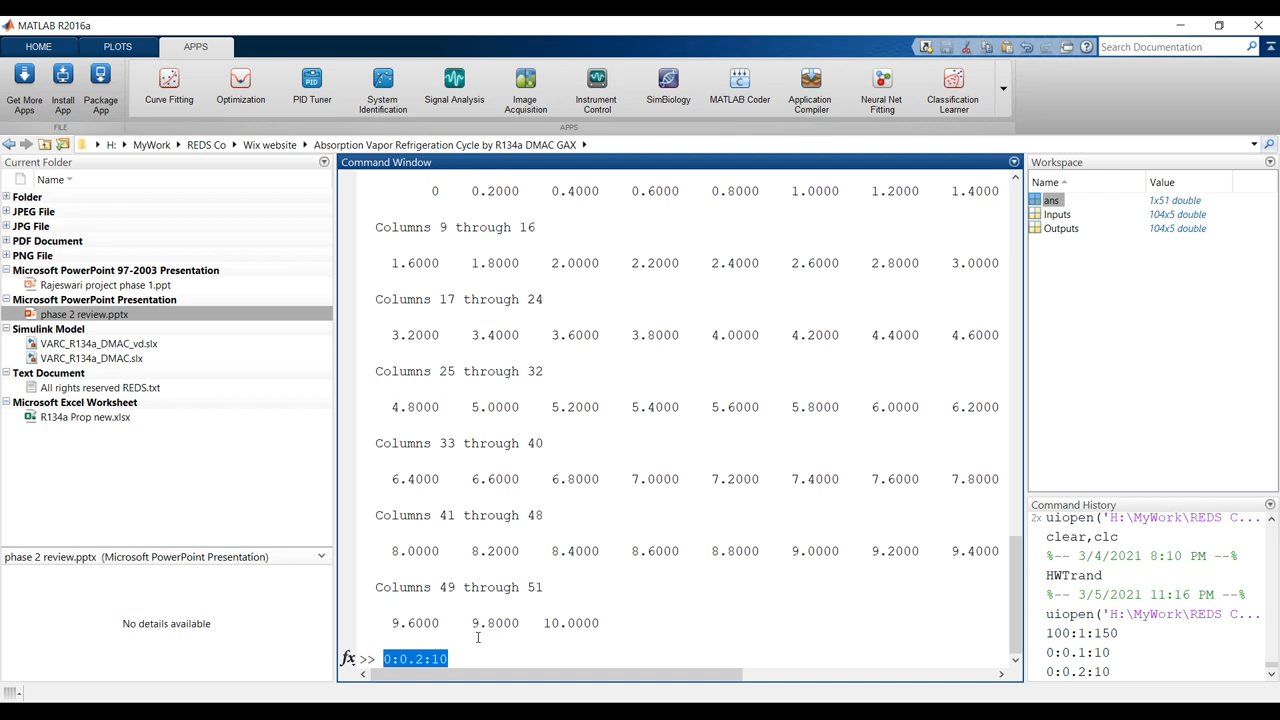 MATLAB R2016a
HOME PLOTS APPS
Search Documentation
Get More Apps
Install App
Package App
Curve Fitting
Optimization
PID Tuner
System Identification
Signal Analysis
Image Acquisition
Instrument Control
SimBiology
MATLAB Coder
Application Compiler
Neural Net Fitting
Classification Learner
FILE
APPS
H: MyWork REDS Co Wix website Absorption Vapor Refrigeration Cycle by R134a DMAC GAX
Current Folder
Name
Folder
JPEG File
JPG File
PDF Document
PNG File
Microsoft PowerPoint 97-2003 Presentation
Rajeswari project phase 1.ppt
Microsoft PowerPoint Presentation
phase 2 review.pptx
Simulink Model
VARC_R134a_DMAC_vd.slx
VARC_R134a_DMAC.slx
Text Document
All rights reserved REDS.txt
Microsoft Excel Worksheet
R134a Prop new.xlsx
phase 2 review.pptx (Microsoft PowerPoint Presentation)
No details available
Command Window
0 0.2000 0.4000 0.6000 0.8000 1.0000 1.2000 1.4000
Columns 9 through 16
1.6000 1.8000 2.0000 2.2000 2.4000 2.6000 2.8000 3.0000
Columns 17 through 24
3.2000 3.4000 3.6000 3.8000 4.0000 4.2000 4.4000 4.6000
Columns 25 through 32
4.8000 5.0000 5.2000 5.4000 5.6000 5.8000 6.0000 6.2000
Columns 33 through 40
6.4000 6.6000 6.8000 7.0000 7.2000 7.4000 7.6000 7.8000
Columns 41 through 48
8.0000 8.2000 8.4000 8.6000 8.8000 9.0000 9.2000 9.4000
Columns 49 through 51
9.6000 9.8000 10.0000
fx >> 0:0.2:10
Workspace
Name Value
ans 1x51 double
Inputs 104x5 double
Outputs 104x5 double
Command History
2x uiopen('H:\MyWork\REDS C...
clear,clc
%-- 3/4/2021 8:10 PM --%
HWTrand
%-- 3/5/2021 11:16 PM --%
uiopen('H:\MyWork\REDS C...
100:1:150
0:0.1:10
0:0.2:10